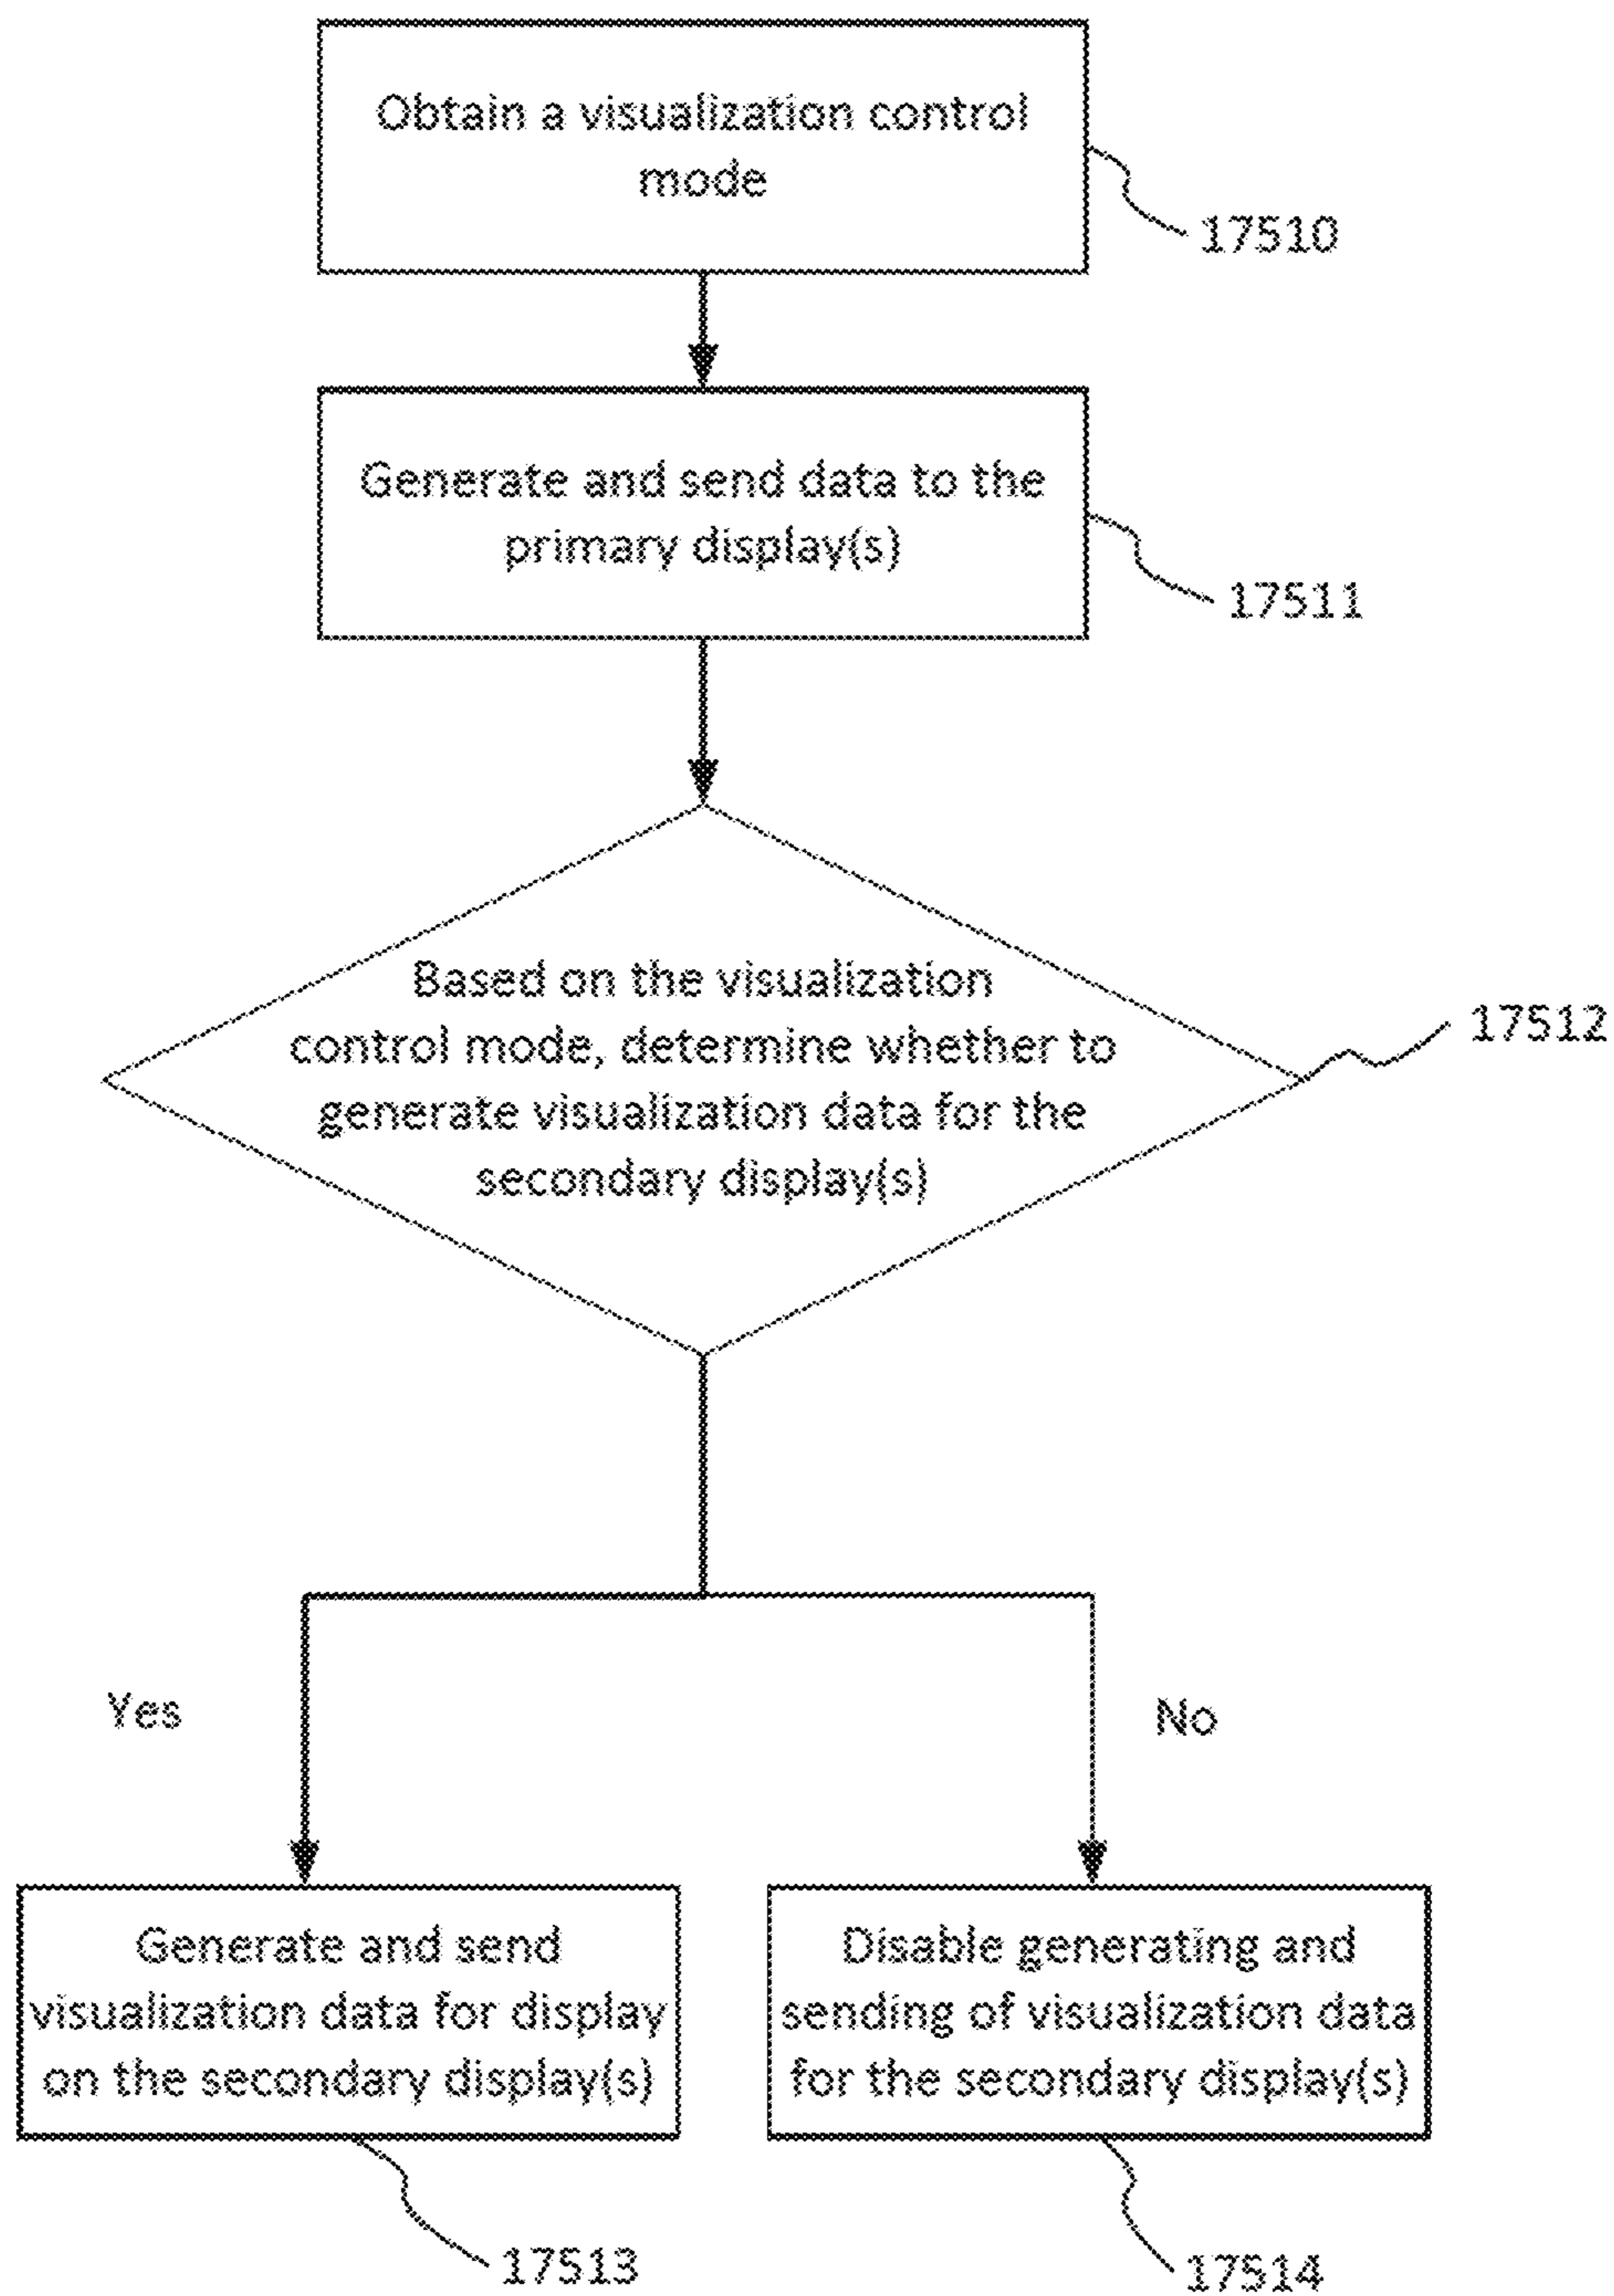 Obtain a visualization control
mode
17510
Generate and send data to the
primary display(s)
17511
Based on the visualization
control mode, determine whether to
generate visualization data for the
secondary display(s)
17512
Yes
No
Generate and send
visualization data for display
on the secondary display(s)
17513
Disable generating and
sending of visualization data
for the secondary display(s)
17514